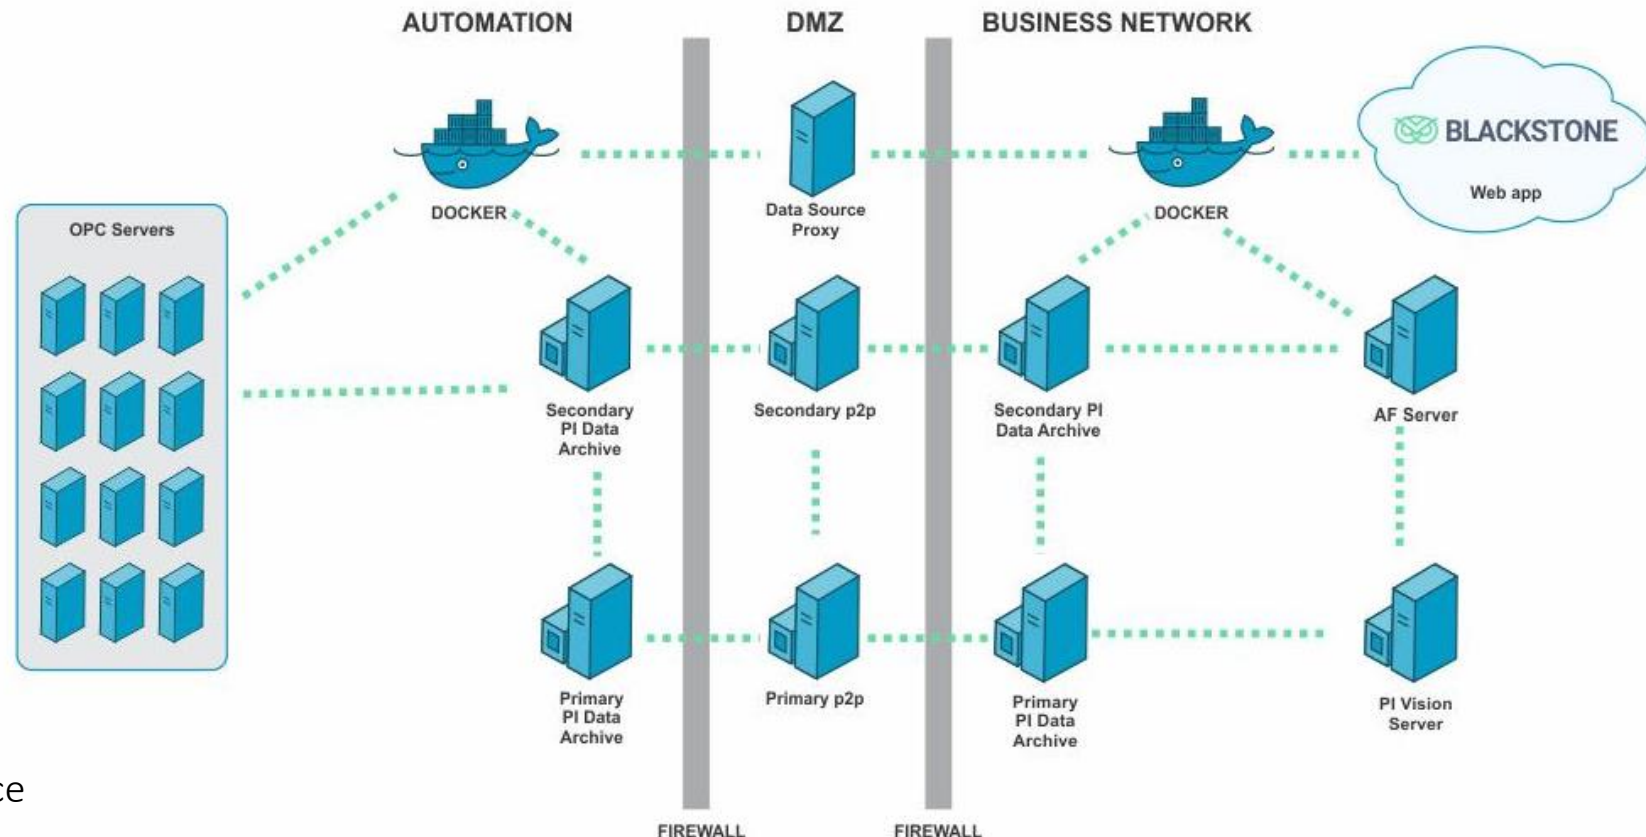 AUTOMATION
DMZ
BUSINESS NETWORK
BLACKSTONE
Web app
DOCKER
Data Source
Proxy
DOCKER
OPC Servers
Secondary
PI Data
Archive
Secondary p2p
Secondary PI
Data Archive
AF Server
Primary
PI Data
Archive
Primary p2p
Primary
PI Data
Archive
PI Vision
Server
FIREWALL
FIREWALL